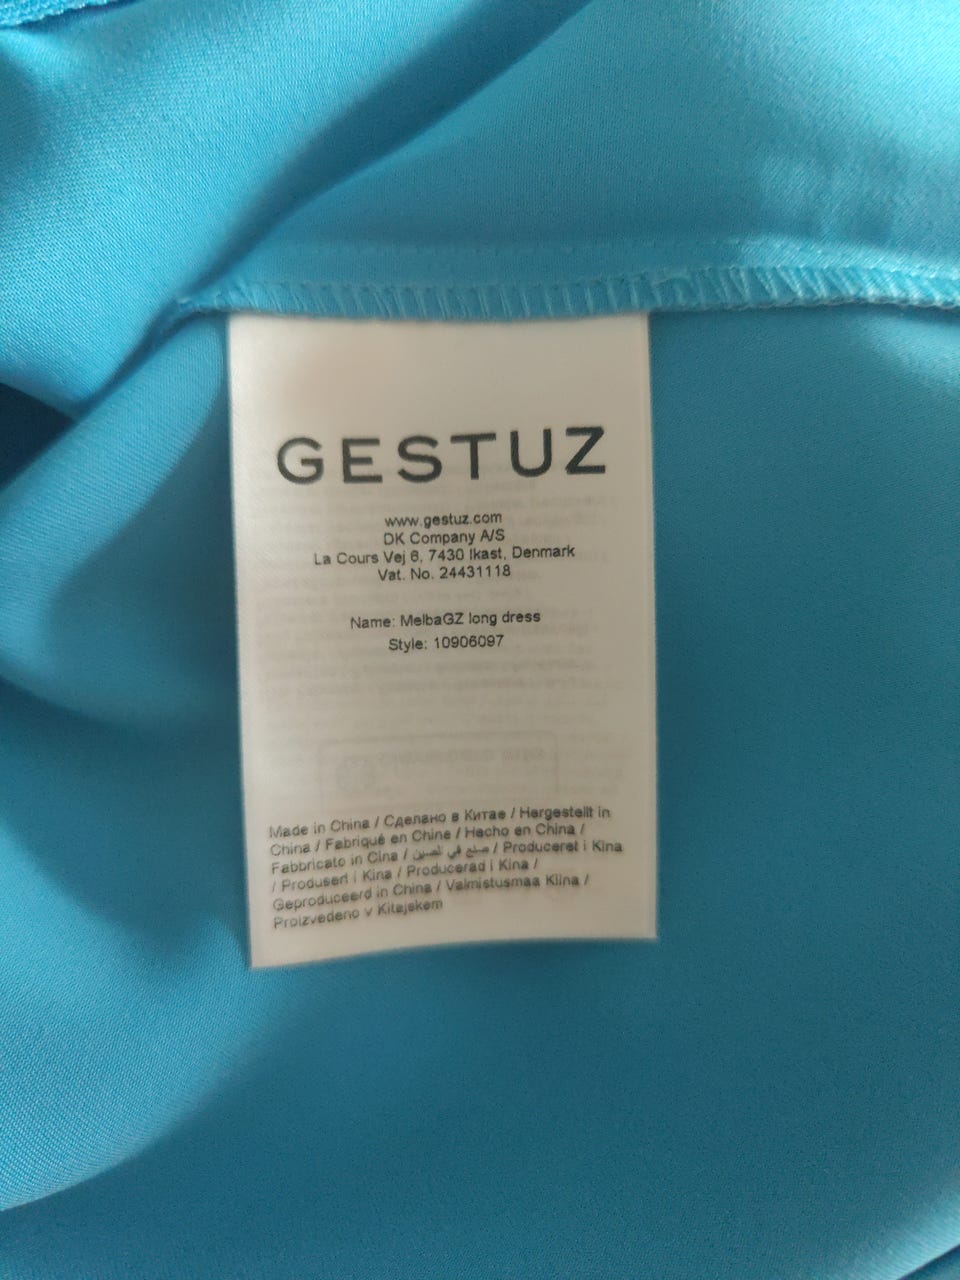 GESTUZ
www.gestuz.com
DK Company A/S
La Cours Vej 6, 7430 Ikast, Denmark
Vat. No. 24431118
Name: MelbaGZ long dress
Style: 10906097
Made in China / Сделано в Китае / Hergestellt in
China / Fabriqué en Chine / Hecho en China /
Fabbricato in Cina / صنع في الصين / Produceret i Kina
/ Produsert i Kina / Producerad i Kina /
Geproduceerd in China / Valmistusmaa Kiina /
Proizvedeno v Kitajskem